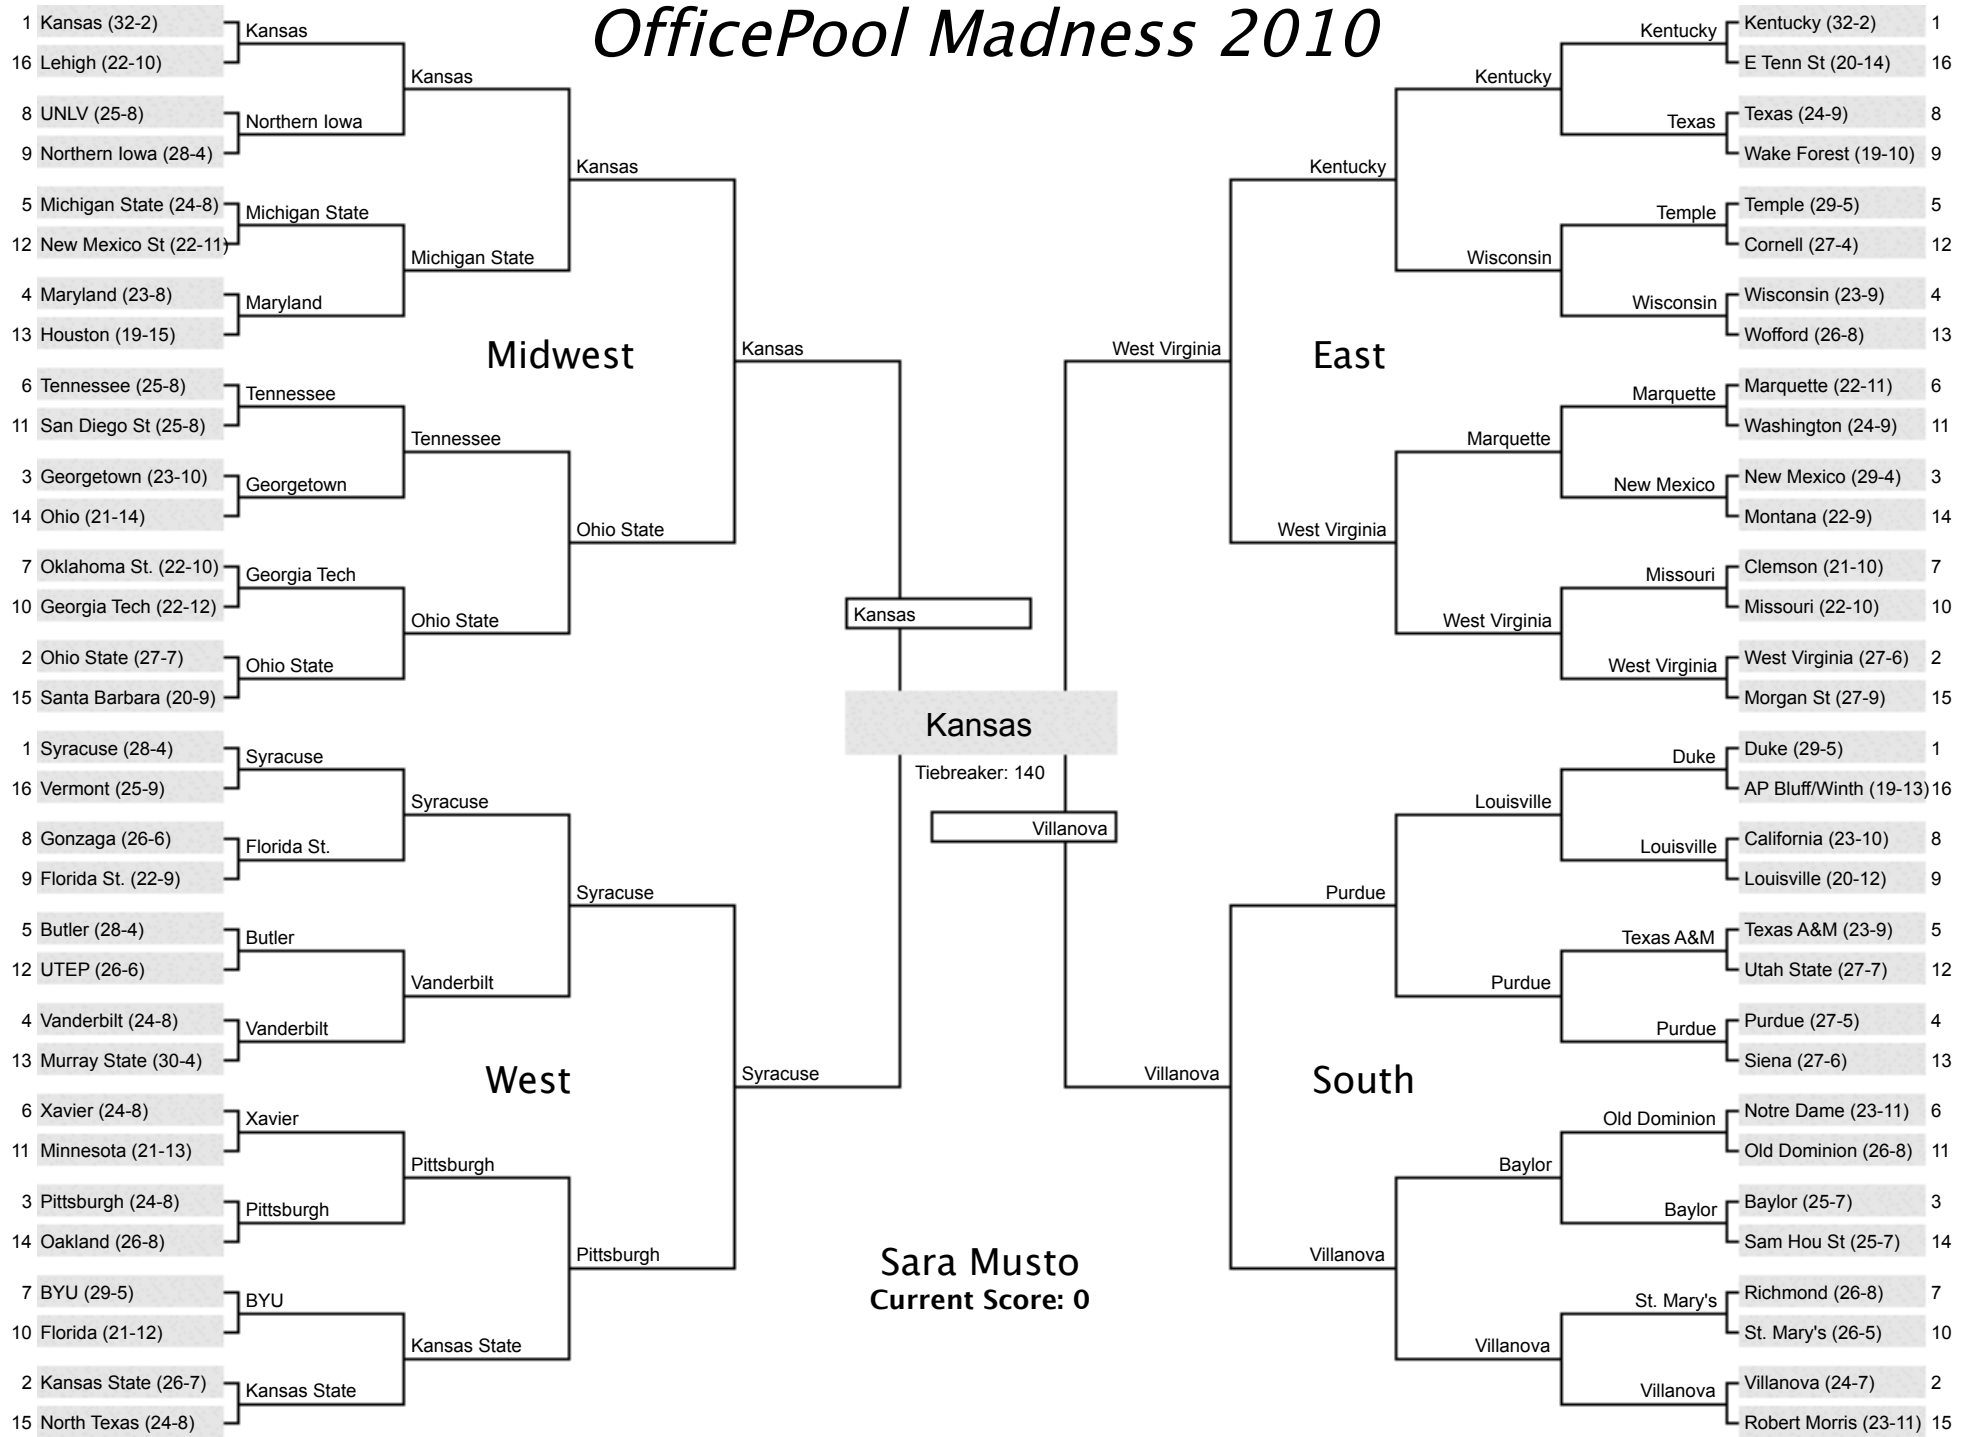 OfficePool Madness 2010
1 Kansas (32-2)
16 Lehigh (22-10)
8 UNLV (25-8)
9 Northern Iowa (28-4)
5 Michigan State (24-8)
12 New Mexico St (22-11)
4 Maryland (23-8)
13 Houston (19-15)
6 Tennessee (25-8)
11 San Diego St (25-8)
3 Georgetown (23-10)
14 Ohio (21-14)
7 Oklahoma St. (22-10)
10 Georgia Tech (22-12)
2 Ohio State (27-7)
15 Santa Barbara (20-9)
Kansas
Northern Iowa
Michigan State
Maryland
Tennessee
Georgetown
Georgia Tech
Ohio State
Kansas
Michigan State
Tennessee
Ohio State
Kansas
Ohio State
Kansas
Midwest
1 Syracuse (28-4)
16 Vermont (25-9)
8 Gonzaga (26-6)
9 Florida St. (22-9)
5 Butler (28-4)
12 UTEP (26-6)
4 Vanderbilt (24-8)
13 Murray State (30-4)
6 Xavier (24-8)
11 Minnesota (21-13)
3 Pittsburgh (24-8)
14 Oakland (26-8)
7 BYU (29-5)
10 Florida (21-12)
2 Kansas State (26-7)
15 North Texas (24-8)
Syracuse
Florida St.
Butler
Vanderbilt
Xavier
Pittsburgh
BYU
Kansas State
Syracuse
Vanderbilt
Pittsburgh
Kansas State
Syracuse
Pittsburgh
Syracuse
West
Kansas
Kansas
Tiebreaker: 140
Villanova
Sara Musto
Current Score: 0
Kentucky (32-2) 1
E Tenn St (20-14) 16
Texas (24-9) 8
Wake Forest (19-10) 9
Temple (29-5) 5
Cornell (27-4) 12
Wisconsin (23-9) 4
Wofford (26-8) 13
Marquette (22-11) 6
Washington (24-9) 11
New Mexico (29-4) 3
Montana (22-9) 14
Clemson (21-10) 7
Missouri (22-10) 10
West Virginia (27-6) 2
Morgan St (27-9) 15
Kentucky
Texas
Temple
Wisconsin
Marquette
New Mexico
Missouri
West Virginia
Kentucky
Wisconsin
Marquette
West Virginia
Kentucky
West Virginia
West Virginia
East
Duke (29-5) 1
AP Bluff/Winth (19-13) 16
California (23-10) 8
Louisville (20-12) 9
Texas A&M (23-9) 5
Utah State (27-7) 12
Purdue (27-5) 4
Siena (27-6) 13
Notre Dame (23-11) 6
Old Dominion (26-8) 11
Baylor (25-7) 3
Sam Hou St (25-7) 14
Richmond (26-8) 7
St. Mary's (26-5) 10
Villanova (24-7) 2
Robert Morris (23-11) 15
Duke
Louisville
Texas A&M
Purdue
Old Dominion
Baylor
St. Mary's
Villanova
Louisville
Purdue
Baylor
Villanova
Purdue
Villanova
Villanova
South